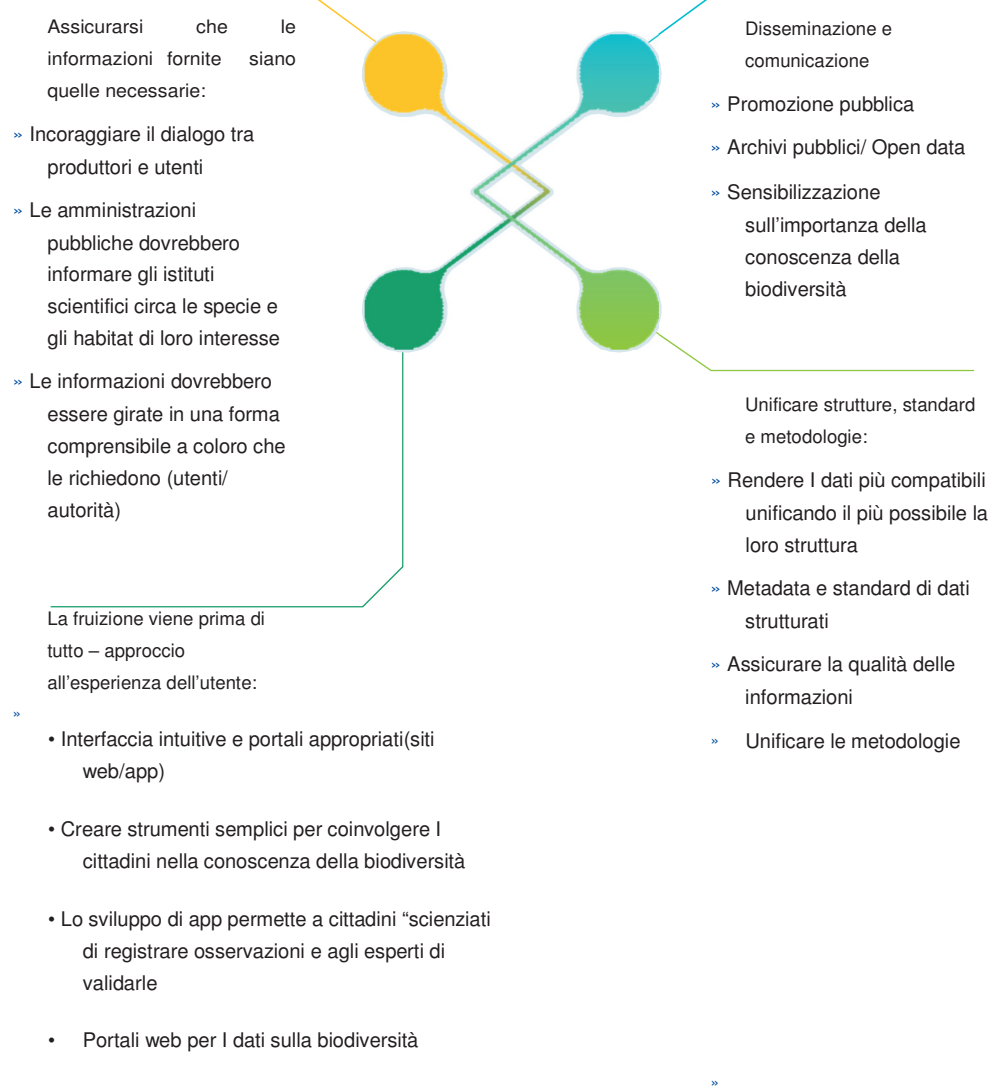 Assicurarsi che le
informazioni fornite siano
quelle necessarie:
» Incoraggiare il dialogo tra
produttori e utenti
» Le amministrazioni
pubbliche dovrebbero
informare gli istituti
scientifici circa le specie e
gli habitat di loro interesse
» Le informazioni dovrebbero
essere girate in una forma
comprensibile a coloro che
le richiedono (utenti/
autorità)
La fruizione viene prima di
tutto – approccio
all’esperienza dell’utente:
»
• Interfaccia intuitive e portali appropriati(siti
web/app)
• Creare strumenti semplici per coinvolgere I
cittadini nella conoscenza della biodiversità
• Lo sviluppo di app permette a cittadini “scienziati
di registrare osservazioni e agli esperti di
validarle
• Portali web per I dati sulla biodiversità
Disseminazione e
comunicazione
» Promozione pubblica
» Archivi pubblici/ Open data
» Sensibilizzazione
sull’importanza della
conoscenza della
biodiversità
Unificare strutture, standard
e metodologie:
» Rendere I dati più compatibili
unificando il più possibile la
loro struttura
» Metadata e standard di dati
strutturati
» Assicurare la qualità delle
informazioni
» Unificare le metodologie
»